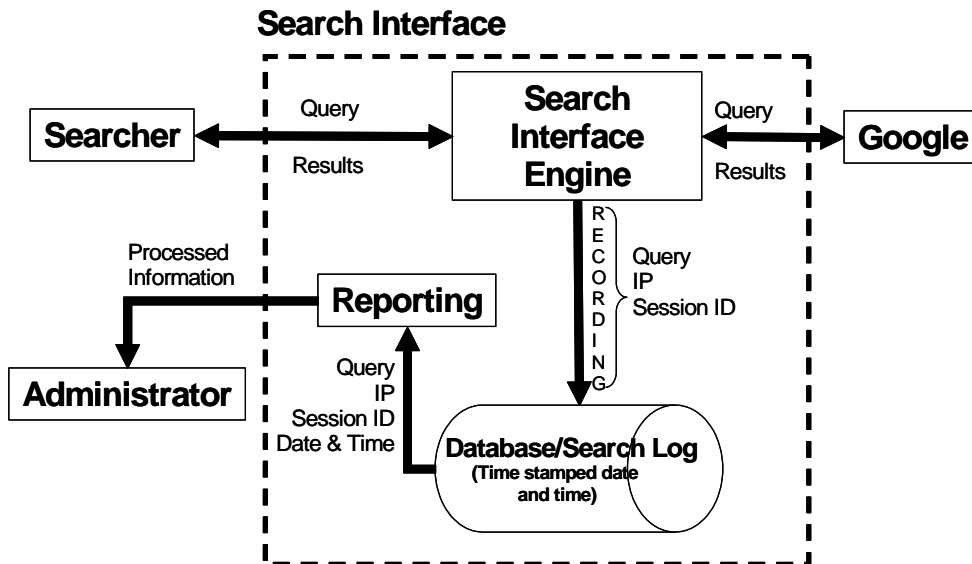 Search Interface
Searcher
Query
Results
Search
Interface
Engine
Query
Results
Google
RECORDING
Query
IP
Session ID
Processed
Information
Reporting
Administrator
Query
IP
Session ID
Date & Time
Database/Search Log
(Time stamped date
and time)